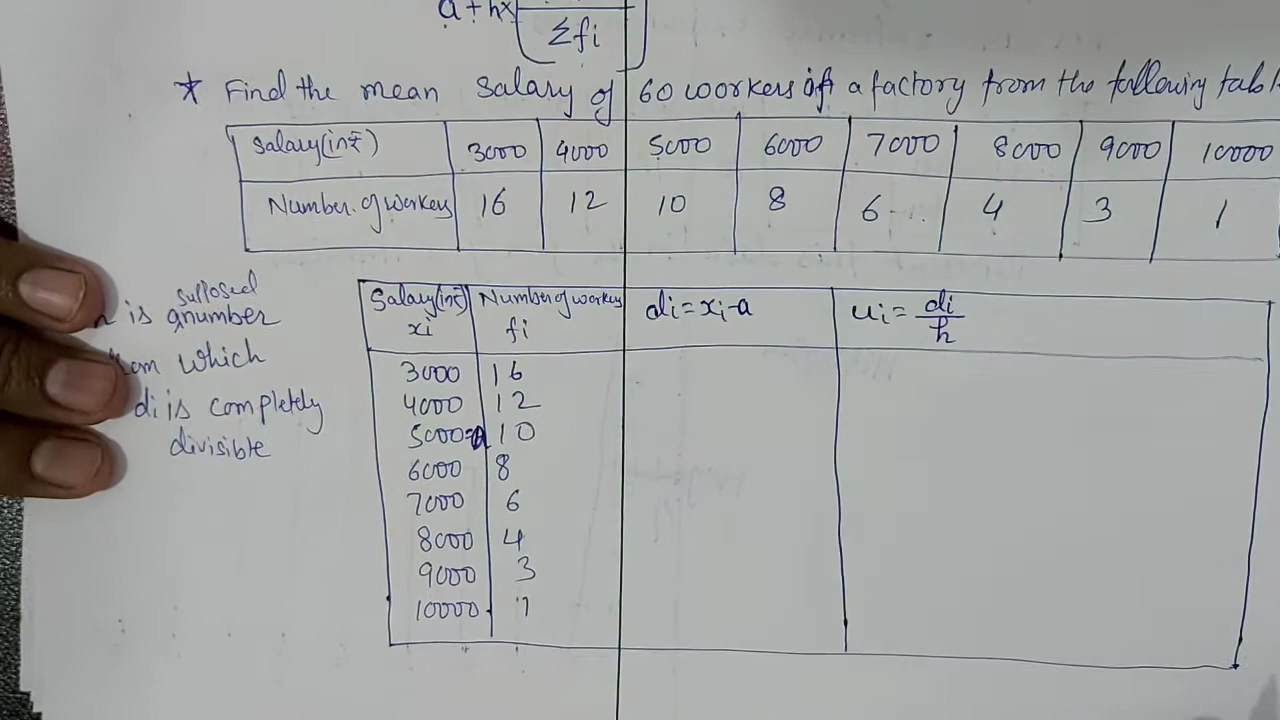 a + h×
Σfi
* Find the mean salary of 60 workers of a factory from the following
Salary(in₹) 3000 4000 5000 6000 7000 8000 9000 10000
Number.of workers 16 12 10 8 6 4 3 1
supposed
is a number
which
di is completely
divisible
Salary(in₹) Number of workers di = xi - a ui = di/h
xi fi
3000 16
4000 12
5000=a 10
6000 8
7000 6
8000 4
9000 3
10000 1